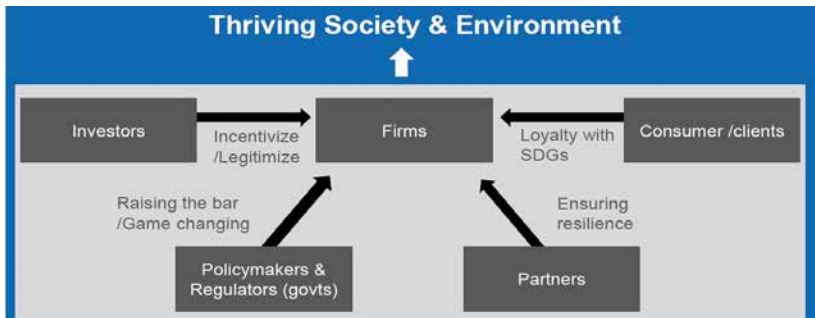 Thriving Society & Environment
Investors
Incentivize
/Legitimize
Firms
Loyalty with
SDGs
Consumer /clients
Raising the bar
/Game changing
Ensuring
resilience
Policymakers &
Regulators (govts)
Partners